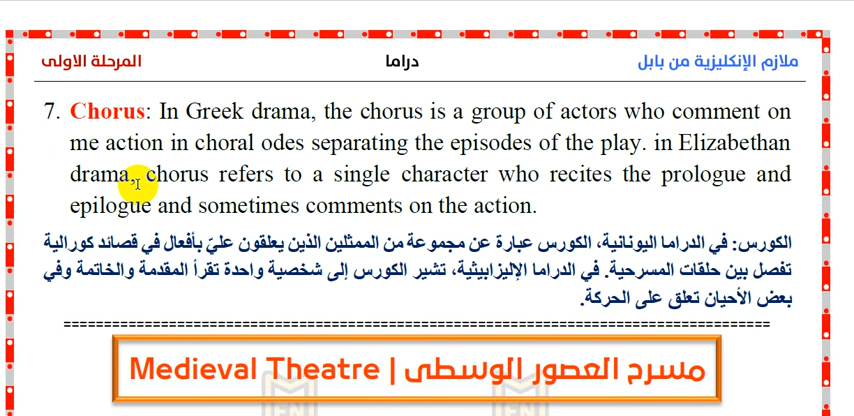 ملازم الإنكليزية من بابل دراما المرحلة الاولى
7. Chorus: In Greek drama, the chorus is a group of actors who comment on
me action in choral odes separating the episodes of the play. in Elizabethan
drama, chorus refers to a single character who recites the prologue and
epilogue and sometimes comments on the action.
الكورس: في الدراما اليونانية، الكورس عبارة عن مجموعة من الممثلين الذين يعلقون عليّ بأفعال في قصائد كورالية
تفصل بين حلقات المسرحية. في الدراما الإليزابيثية، تشير الكورس إلى شخصية واحدة تقرأ المقدمة والخاتمة وفي
بعض الأحيان تعلق على الحركة.
================================================================================
Medieval Theatre | مسرح العصور الوسطى